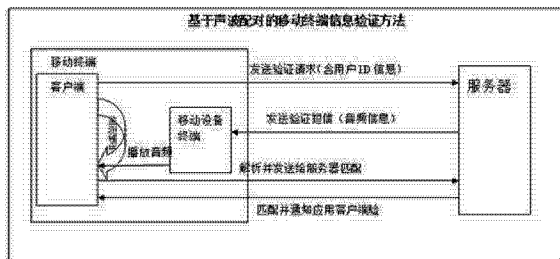 基于声波配对的移动终端信息验证方法
移动终端
客户端
发送验证请求(含用户ID信息)
服务器
移动设备
终端
发送验证短信(音频信息)
播放音频
解析并发送给服务器匹配
匹配并通知应用客户端验